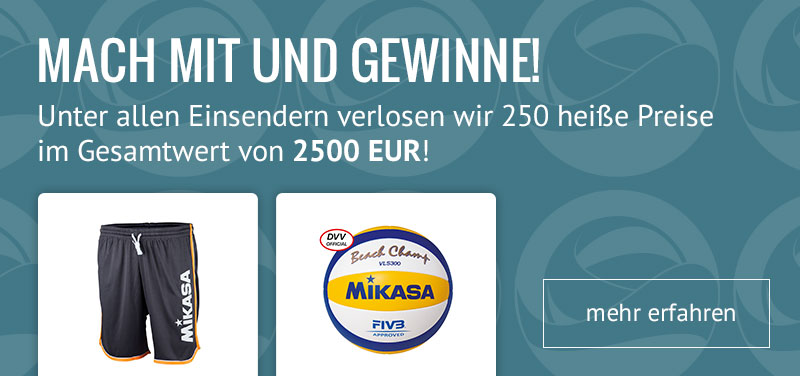 MACH MIT UND GEWINNE!
Unter allen Einsendern verlosen wir 250 heiße Preise
im Gesamtwert von 2500 EUR!
MIKASA
DVV
OFFICIAL
Beach Champ
VLS300
MIKASA
FIVB
APPROVED
mehr erfahren